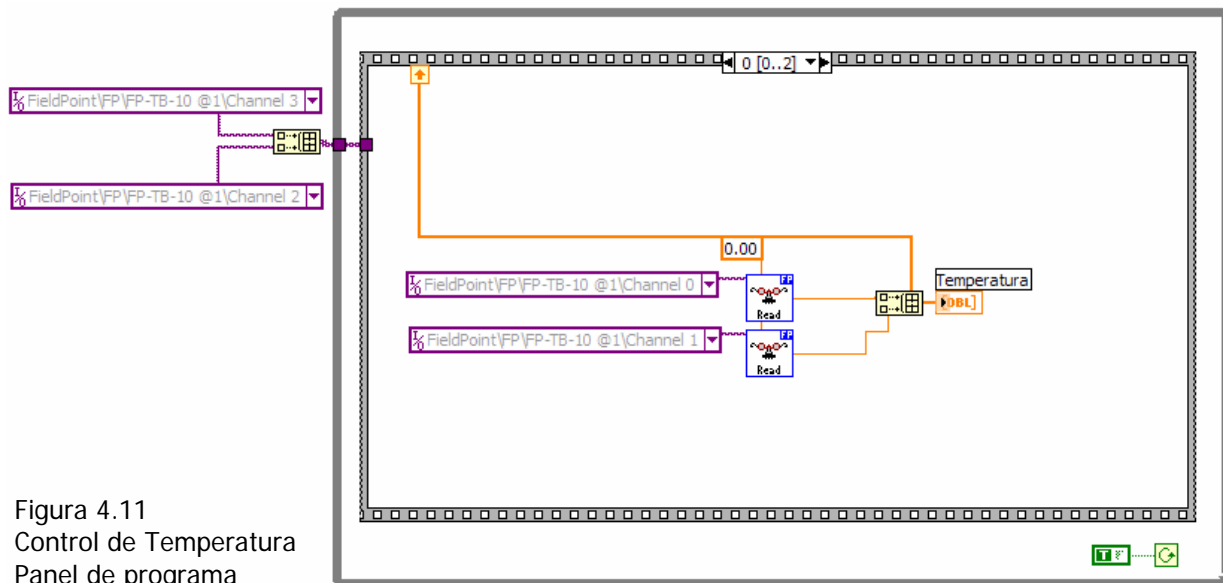 0 [0..2]
FieldPoint\FP\FP-TB-10 @1\Channel 3
FieldPoint\FP\FP-TB-10 @1\Channel 2
0.00
FieldPoint\FP\FP-TB-10 @1\Channel 0
FP
Read
Temperatura
DBL
FieldPoint\FP\FP-TB-10 @1\Channel 1
FP
Read
Figura 4.11
Control de Temperatura
Panel de programa
T